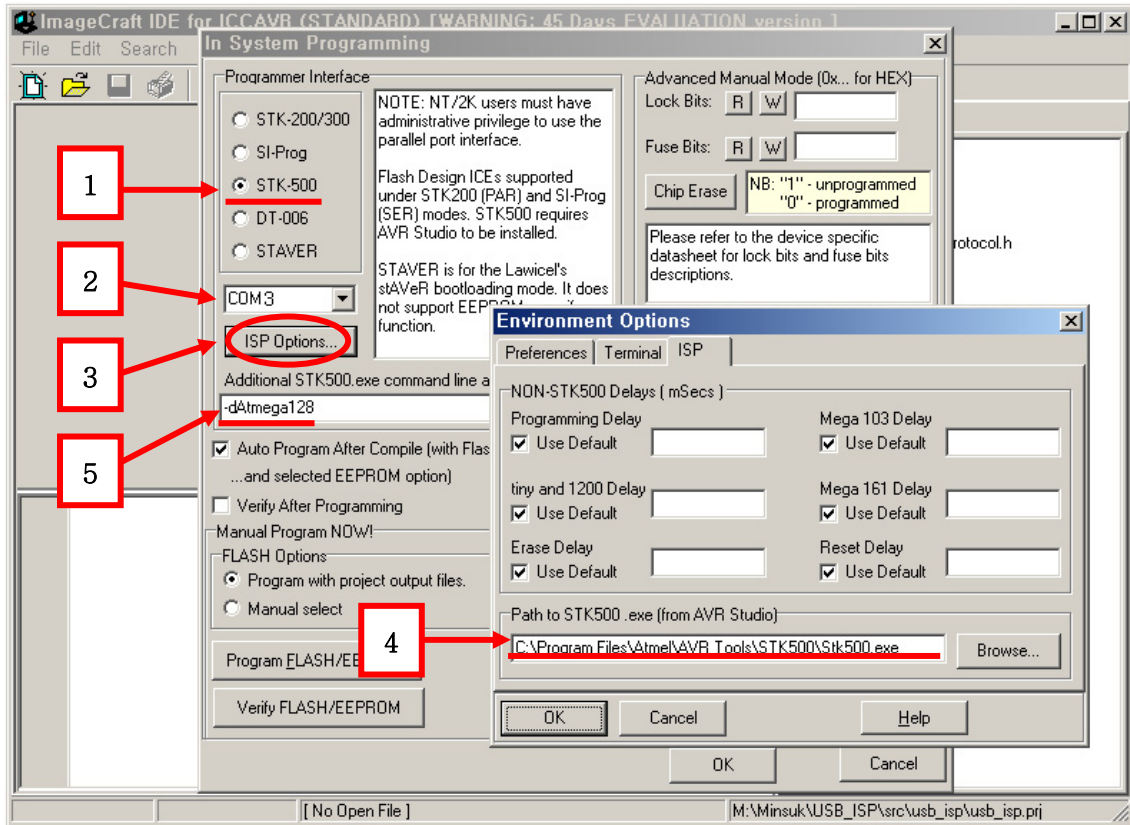 ImageCraft IDE for ICCAVR (STANDARD) [WARNING: 45 Days EVALUATION version ]
File Edit Search
In System Programming
Programmer Interface
STK-200/300
SI-Prog
STK-500
DT-006
STAVER
NOTE: NT/2K users must have
administrative privilege to use the
parallel port interface.
Flash Design ICEs supported
under STK200 (PAR) and SI-Prog
(SER) modes. STK500 requires
AVR Studio to be installed.
STAVER is for the Lawicel's
stAVeR bootloading mode. It does
not support EEPROM
function.
COM3
ISP Options...
Additional STK500.exe command line a
-dAtmega128
Auto Program After Compile (with Flas
...and selected EEPROM option)
Verify After Programming
Manual Program NOW!
FLASH Options
Program with project output files.
Manual select
Program FLASH/EE
Verify FLASH/EEPROM
Advanced Manual Mode (0x... for HEX)
Lock Bits: R W
Fuse Bits: R W
Chip Erase
NB: "1" - unprogrammed
"0" - programmed
Please refer to the device specific
datasheet for lock bits and fuse bits
descriptions.
rotocol.h
Environment Options
Preferences Terminal ISP
NON-STK500 Delays ( mSecs )
Programming Delay
Use Default
Mega 103 Delay
Use Default
tiny and 1200 Delay
Use Default
Mega 161 Delay
Use Default
Erase Delay
Use Default
Reset Delay
Use Default
Path to STK500 .exe (from AVR Studio)
C:\Program Files\Atmel\AVR Tools\STK500\Stk500.exe
Browse...
OK Cancel Help
OK Cancel
[ No Open File ]
M:\Minsuk\USB_ISP\src\usb_isp\usb_isp.prj
1
2
3
4
5